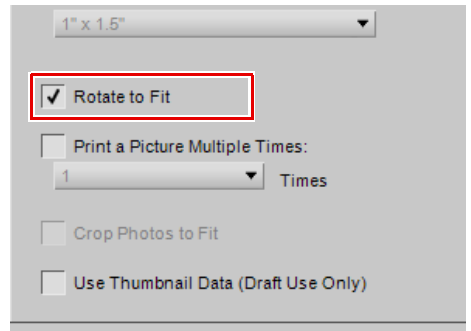 1" x 1.5"
Rotate to Fit
Print a Picture Multiple Times:
1 Times
Crop Photos to Fit
Use Thumbnail Data (Draft Use Only)